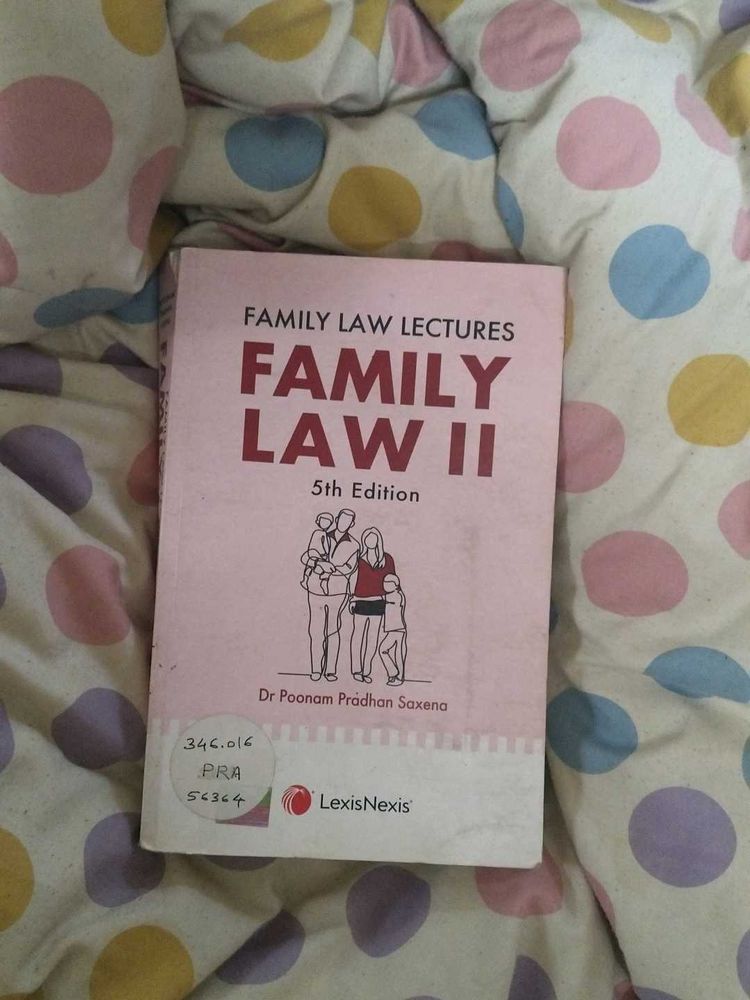 FAMILY LAW LECTURES
FAMILY
LAW II
5th Edition
Dr Poonam Pradhan Saxena
346.016
PRA
56364
LexisNexis®